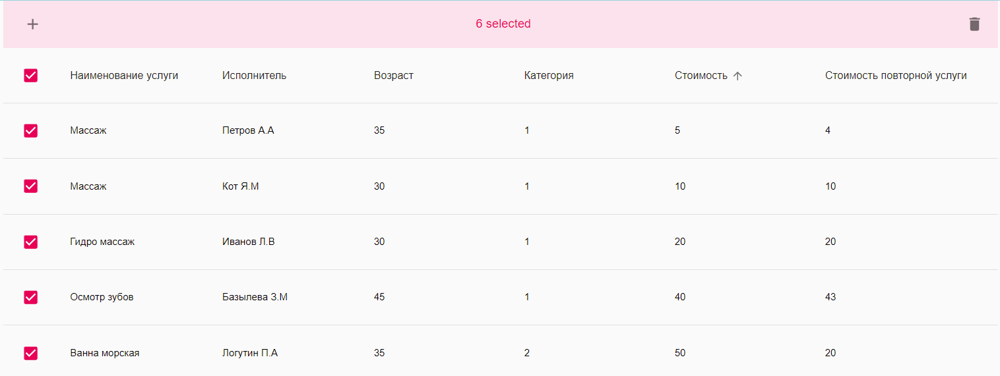 6 selected
Наименование услуги Исполнитель Возраст Категория Стоимость Стоимость повторной услуги
Массаж Петров А.А 35 1 5 4
Массаж Кот Я.М 30 1 10 10
Гидро массаж Иванов Л.В 30 1 20 20
Осмотр зубов Базылева З.М 45 1 40 43
Ванна морская Логутин П.А 35 2 50 20